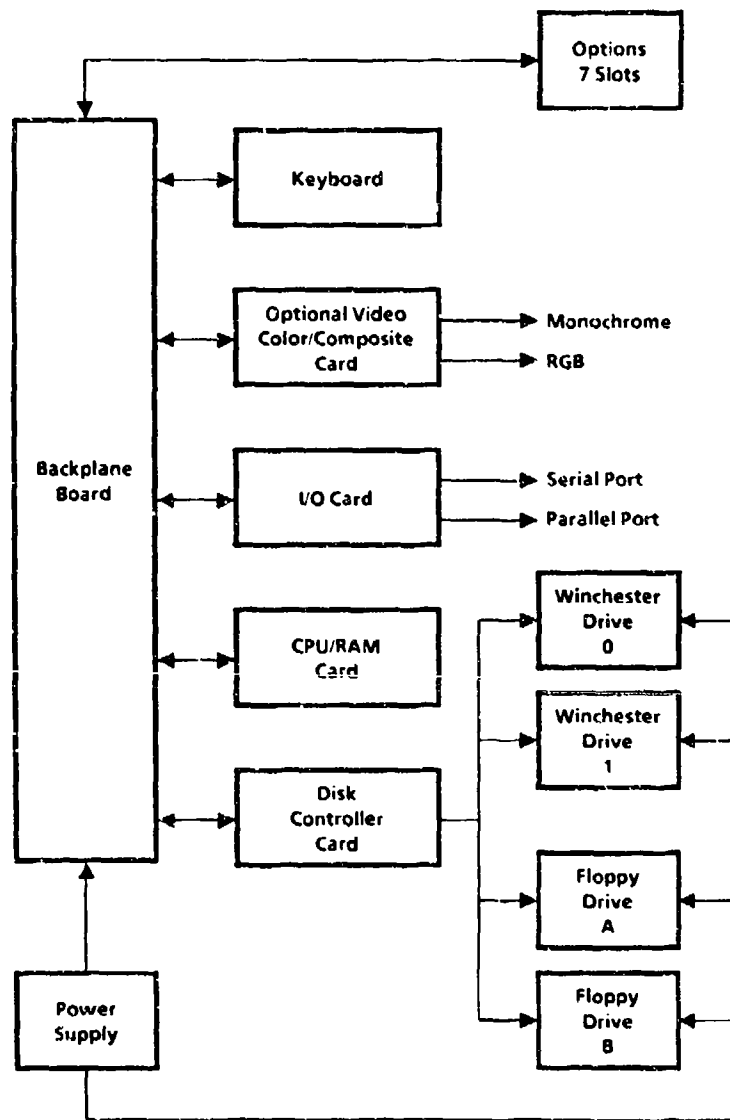 Options
7 Slots
Keyboard
Optional Video
Color/Composite
Card
Monochrome
RGB
Backplane
Board
I/O Card
Serial Port
Parallel Port
CPU/RAM
Card
Winchester
Drive
0
Winchester
Drive
1
Disk
Controller
Card
Floppy
Drive
A
Floppy
Drive
B
Power
Supply